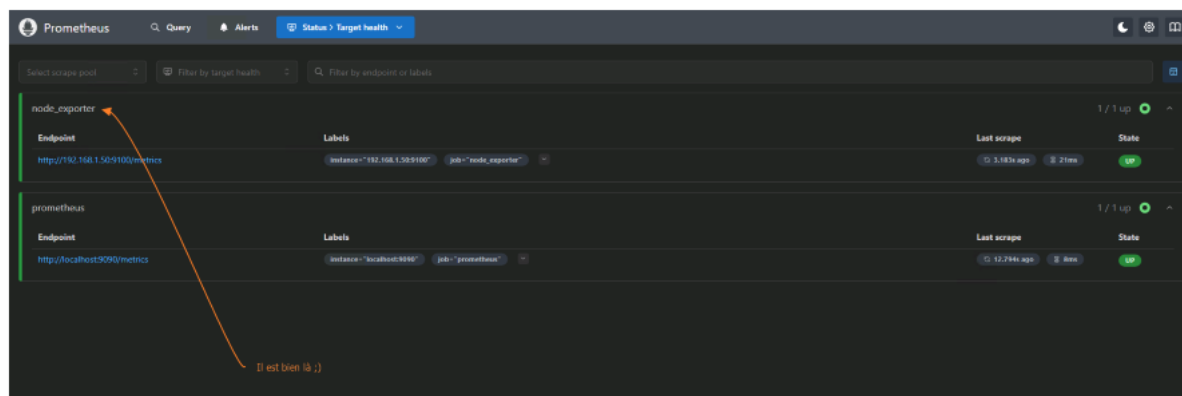 Prometheus Query Alerts Status > Target health
Select scrape pool Filter by target health Filter by endpoint or labels
node_exporter 1 / 1 up
Endpoint Labels Last scrape State
http://192.168.1.50:9100/metrics instance="192.168.1.50:9100" job="node_exporter" 3.183s ago 21ms UP
prometheus 1 / 1 up
Endpoint Labels Last scrape State
http://localhost:9090/metrics instance="localhost:9090" job="prometheus" 12.794s ago 8ms UP
Il est bien là ;)